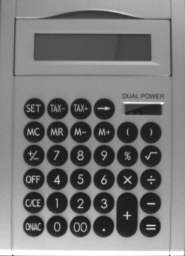 DUAL POWER
SET TAX- TAX+ →
MC MR M- M+ ( )
+/- 7 8 9 % √
OFF 4 5 6 × ÷
C/CE 1 2 3 + −
ON/AC 0 00 . =